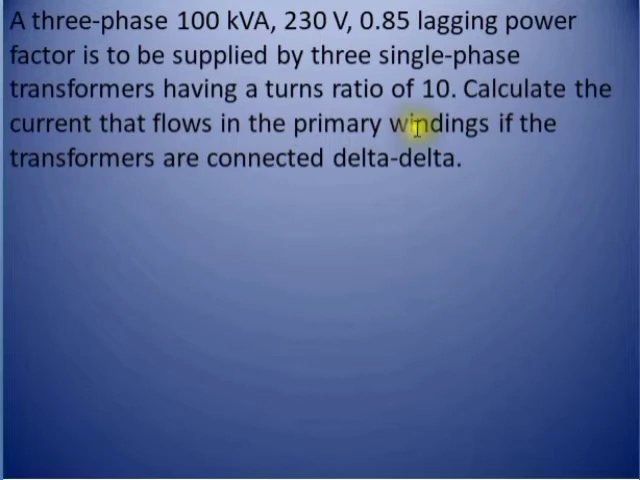 A three-phase 100 kVA, 230 V, 0.85 lagging power
factor is to be supplied by three single-phase
transformers having a turns ratio of 10. Calculate the
current that flows in the primary windings if the
transformers are connected delta-delta.